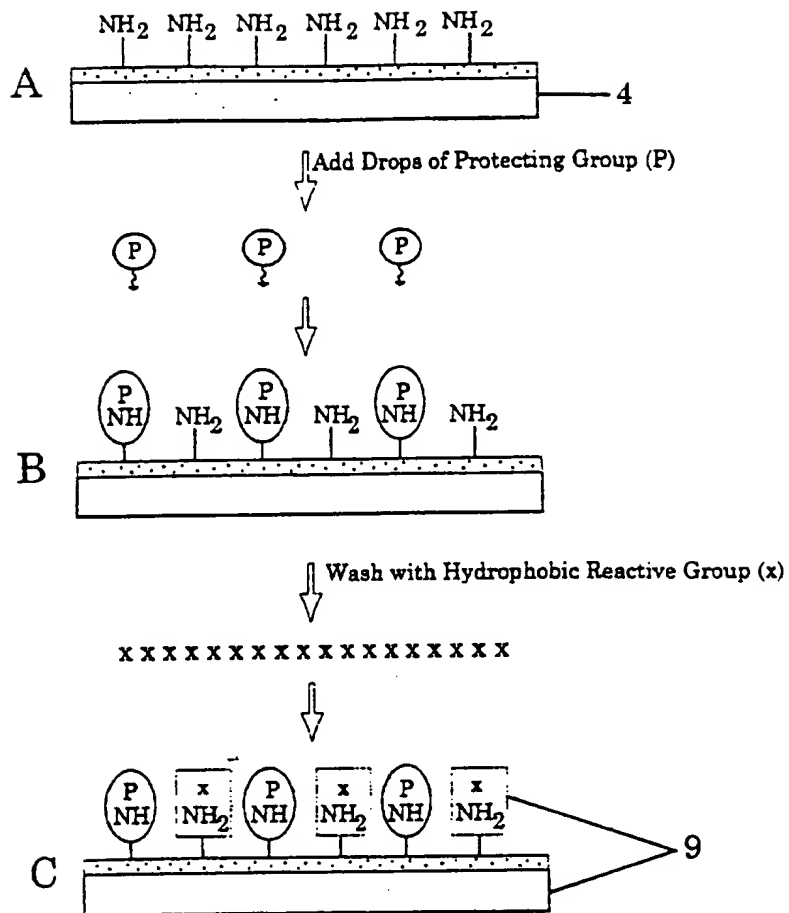 NH2 NH2 NH2 NH2 NH2 NH2
A
4
Add Drops of Protecting Group (P)
P P P
P NH NH2 P NH NH2 P NH NH2
B
Wash with Hydrophobic Reactive Group (x)
x x x x x x x x x x x x x x x x x x
P NH x NH2 P NH x NH2 P NH x NH2
9
C